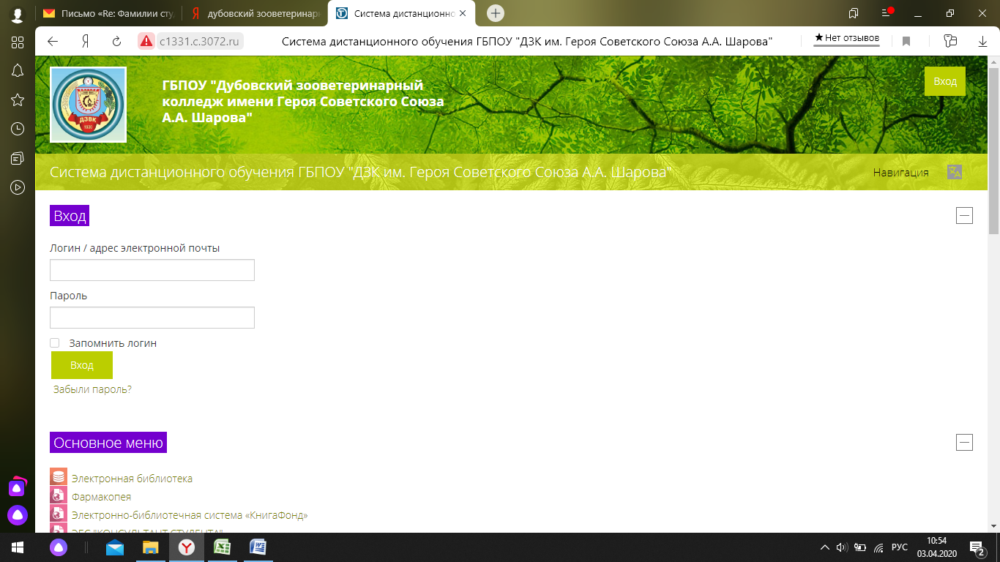 Письмо «Re: Фамилии сту
дубовский зооветеринарн
Система дистанционно
c1331.c.3072.ru
Система дистанционного обучения ГБПОУ "ДЗК им. Героя Советского Союза А.А. Шарова"
★Нет отзывов
ГБПОУ "Дубовский зооветеринарный
колледж имени Героя Советского Союза
А.А. Шарова"
ДЗВК
1930
Вход
Система дистанционного обучения ГБПОУ "ДЗК им. Героя Советского Союза А.А. Шарова"
Навигация
Вход
Логин / адрес электронной почты
Пароль
Запомнить логин
Вход
Забыли пароль?
Основное меню
Электронная библиотека
Фармакопея
Электронно-библиотечная система «КнигаФонд»
ЭБС "КОНСУЛЬТАНТ СТУДЕНТА"
РУС
10:54
03.04.2020
2